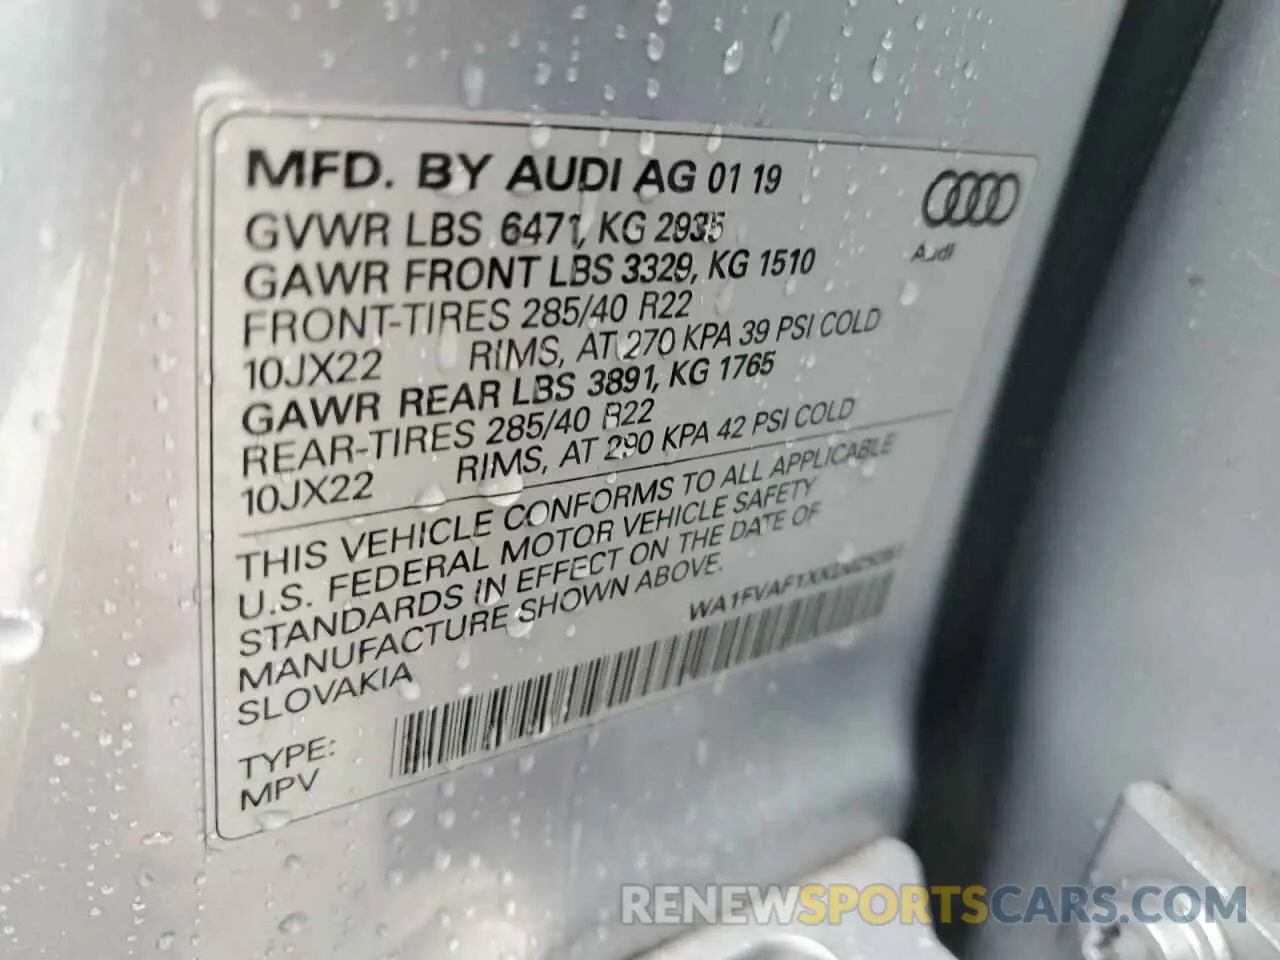 MFD. BY AUDI AG 01 19
GVWR LBS 6471, KG 2935
GAWR FRONT LBS 3329, KG 1510
FRONT-TIRES 285/40 R22
10JX22 RIMS, AT 270 KPA 39 PSI COLD
GAWR REAR LBS 3891, KG 1765
REAR-TIRES 285/40 R22
10JX22 RIMS, AT 290 KPA 42 PSI COLD
Audi
THIS VEHICLE CONFORMS TO ALL APPLICABLE
U.S. FEDERAL MOTOR VEHICLE SAFETY
STANDARDS IN EFFECT ON THE DATE OF
MANUFACTURE SHOWN ABOVE.
SLOVAKIA
TYPE:
MPV
RENEWSPORTSCARS.COM